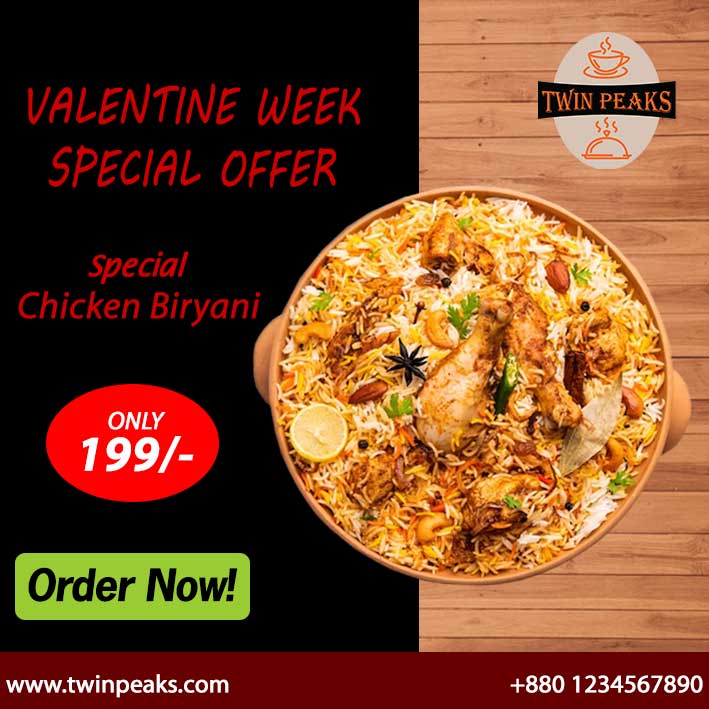 VALENTINE WEEK
SPECIAL OFFER
TWIN PEAKS
Special
Chicken Biryani
ONLY
199/-
Order Now!
www.twinpeaks.com
+880 1234567890